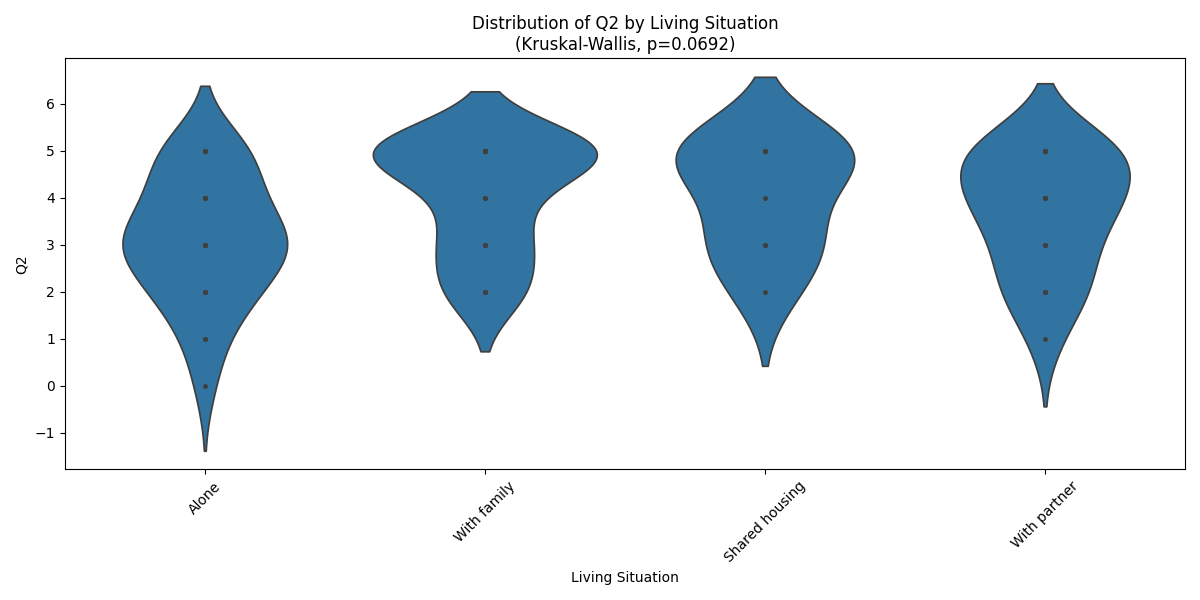 Distribution of Q2 by Living Situation
(Kruskal-Wallis, p=0.0692)
6
5
4
3
2
1
0
−1
Q2
Alone
With family
Shared housing
With partner
Living Situation